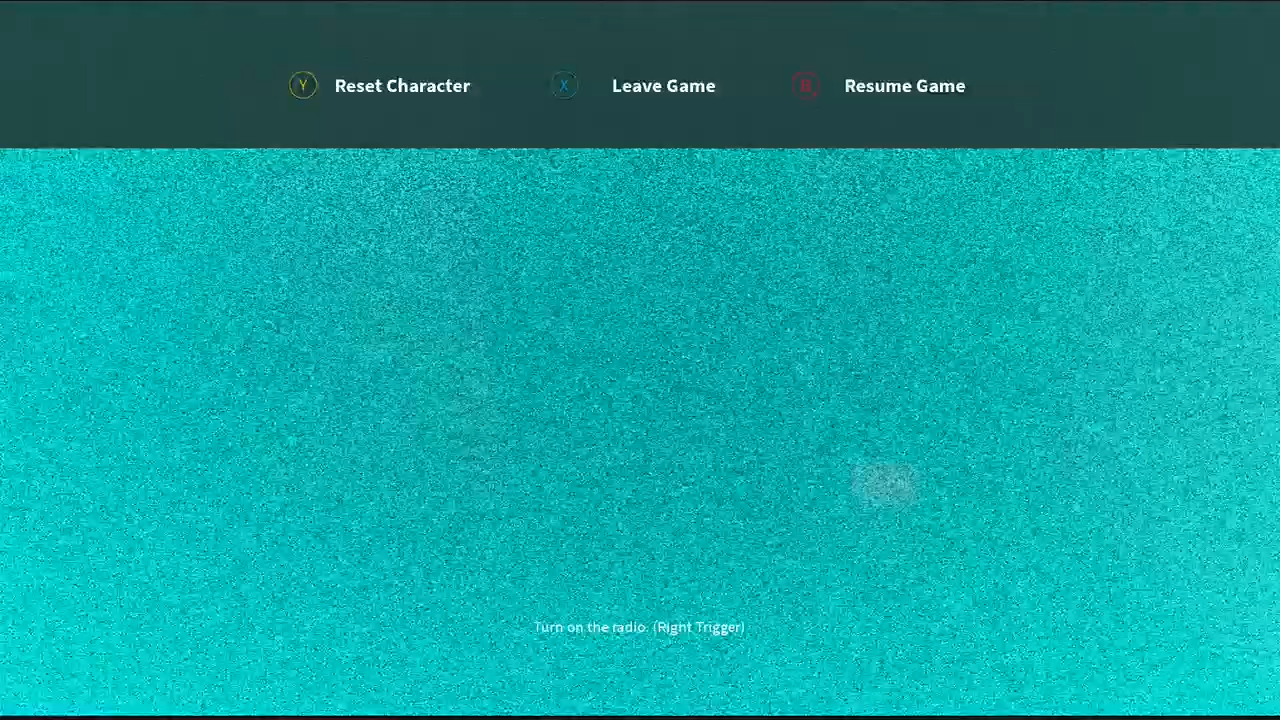 Y Reset Character X Leave Game B Resume Game
Turn on the radio. (Right Trigger)